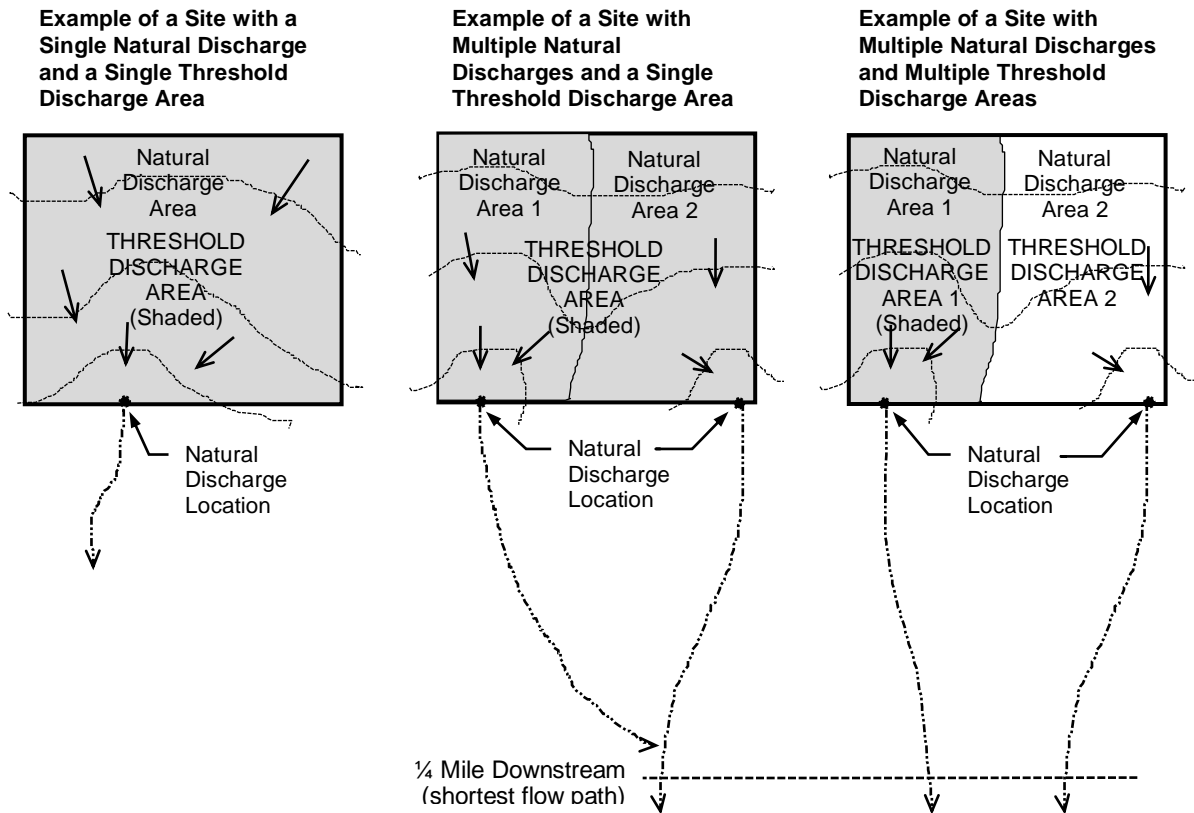 Example of a Site with a
Single Natural Discharge
and a Single Threshold
Discharge Area
Natural
Discharge
Area
THRESHOLD
DISCHARGE
AREA
(Shaded)
Natural
Discharge
Location
Example of a Site with
Multiple Natural
Discharges and a Single
Threshold Discharge Area
Natural
Discharge
Area 1
Natural
Discharge
Area 2
THRESHOLD
DISCHARGE
AREA
(Shaded)
Natural
Discharge
Location
Example of a Site with
Multiple Natural Discharges
and Multiple Threshold
Discharge Areas
Natural
Discharge
Area 1
Natural
Discharge
Area 2
THRESHOLD
DISCHARGE
AREA 1
(Shaded)
THRESHOLD
DISCHARGE
AREA 2
Natural
Discharge
Location
¼ Mile Downstream
(shortest flow path)